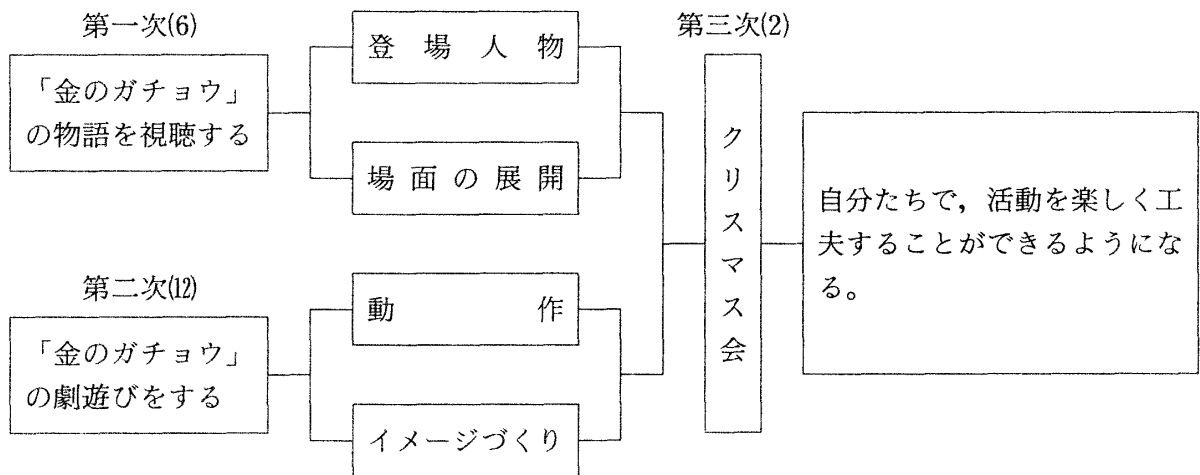 第一次(6)
「金のガチョウ」
の物語を視聴する
登場人物
場面の展開
第二次(12)
「金のガチョウ」
の劇遊びをする
動作
イメージづくり
第三次(2)
クリスマス会
自分たちで，活動を楽しく工
夫することができるようにな
る。